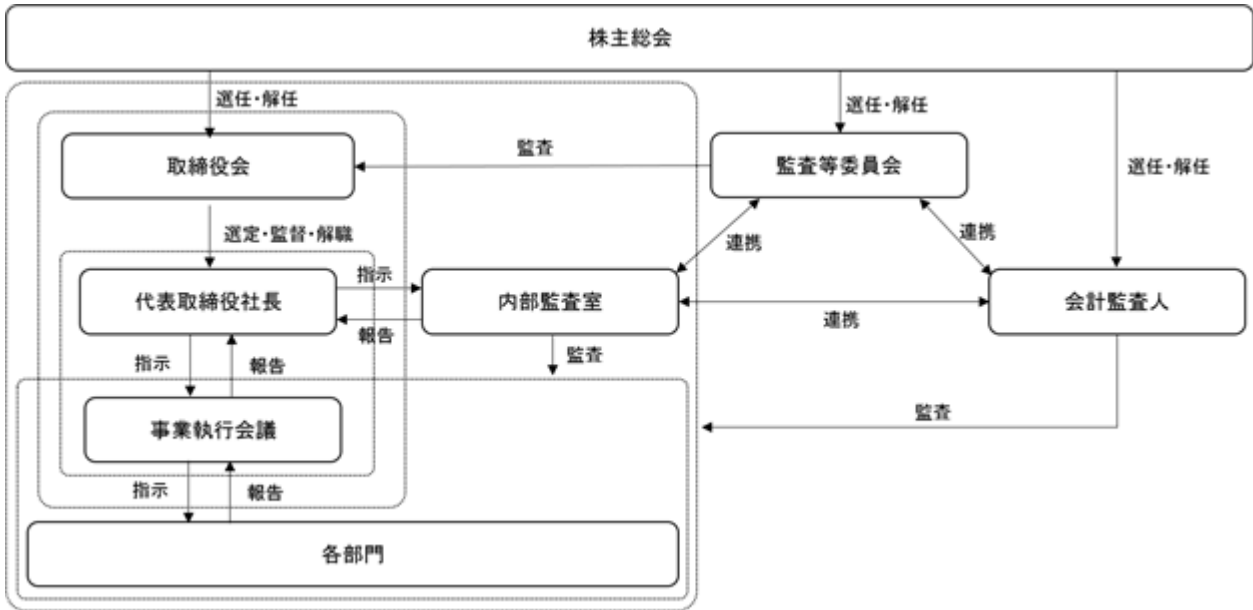 株主総会
選任・解任
選任・解任
選任・解任
取締役会
監査
監査等委員会
選定・監督・解職
連携
連携
代表取締役社長
指示
報告
内部監査室
連携
会計監査人
指示
報告
監査
事業執行会議
監査
指示
報告
各部門